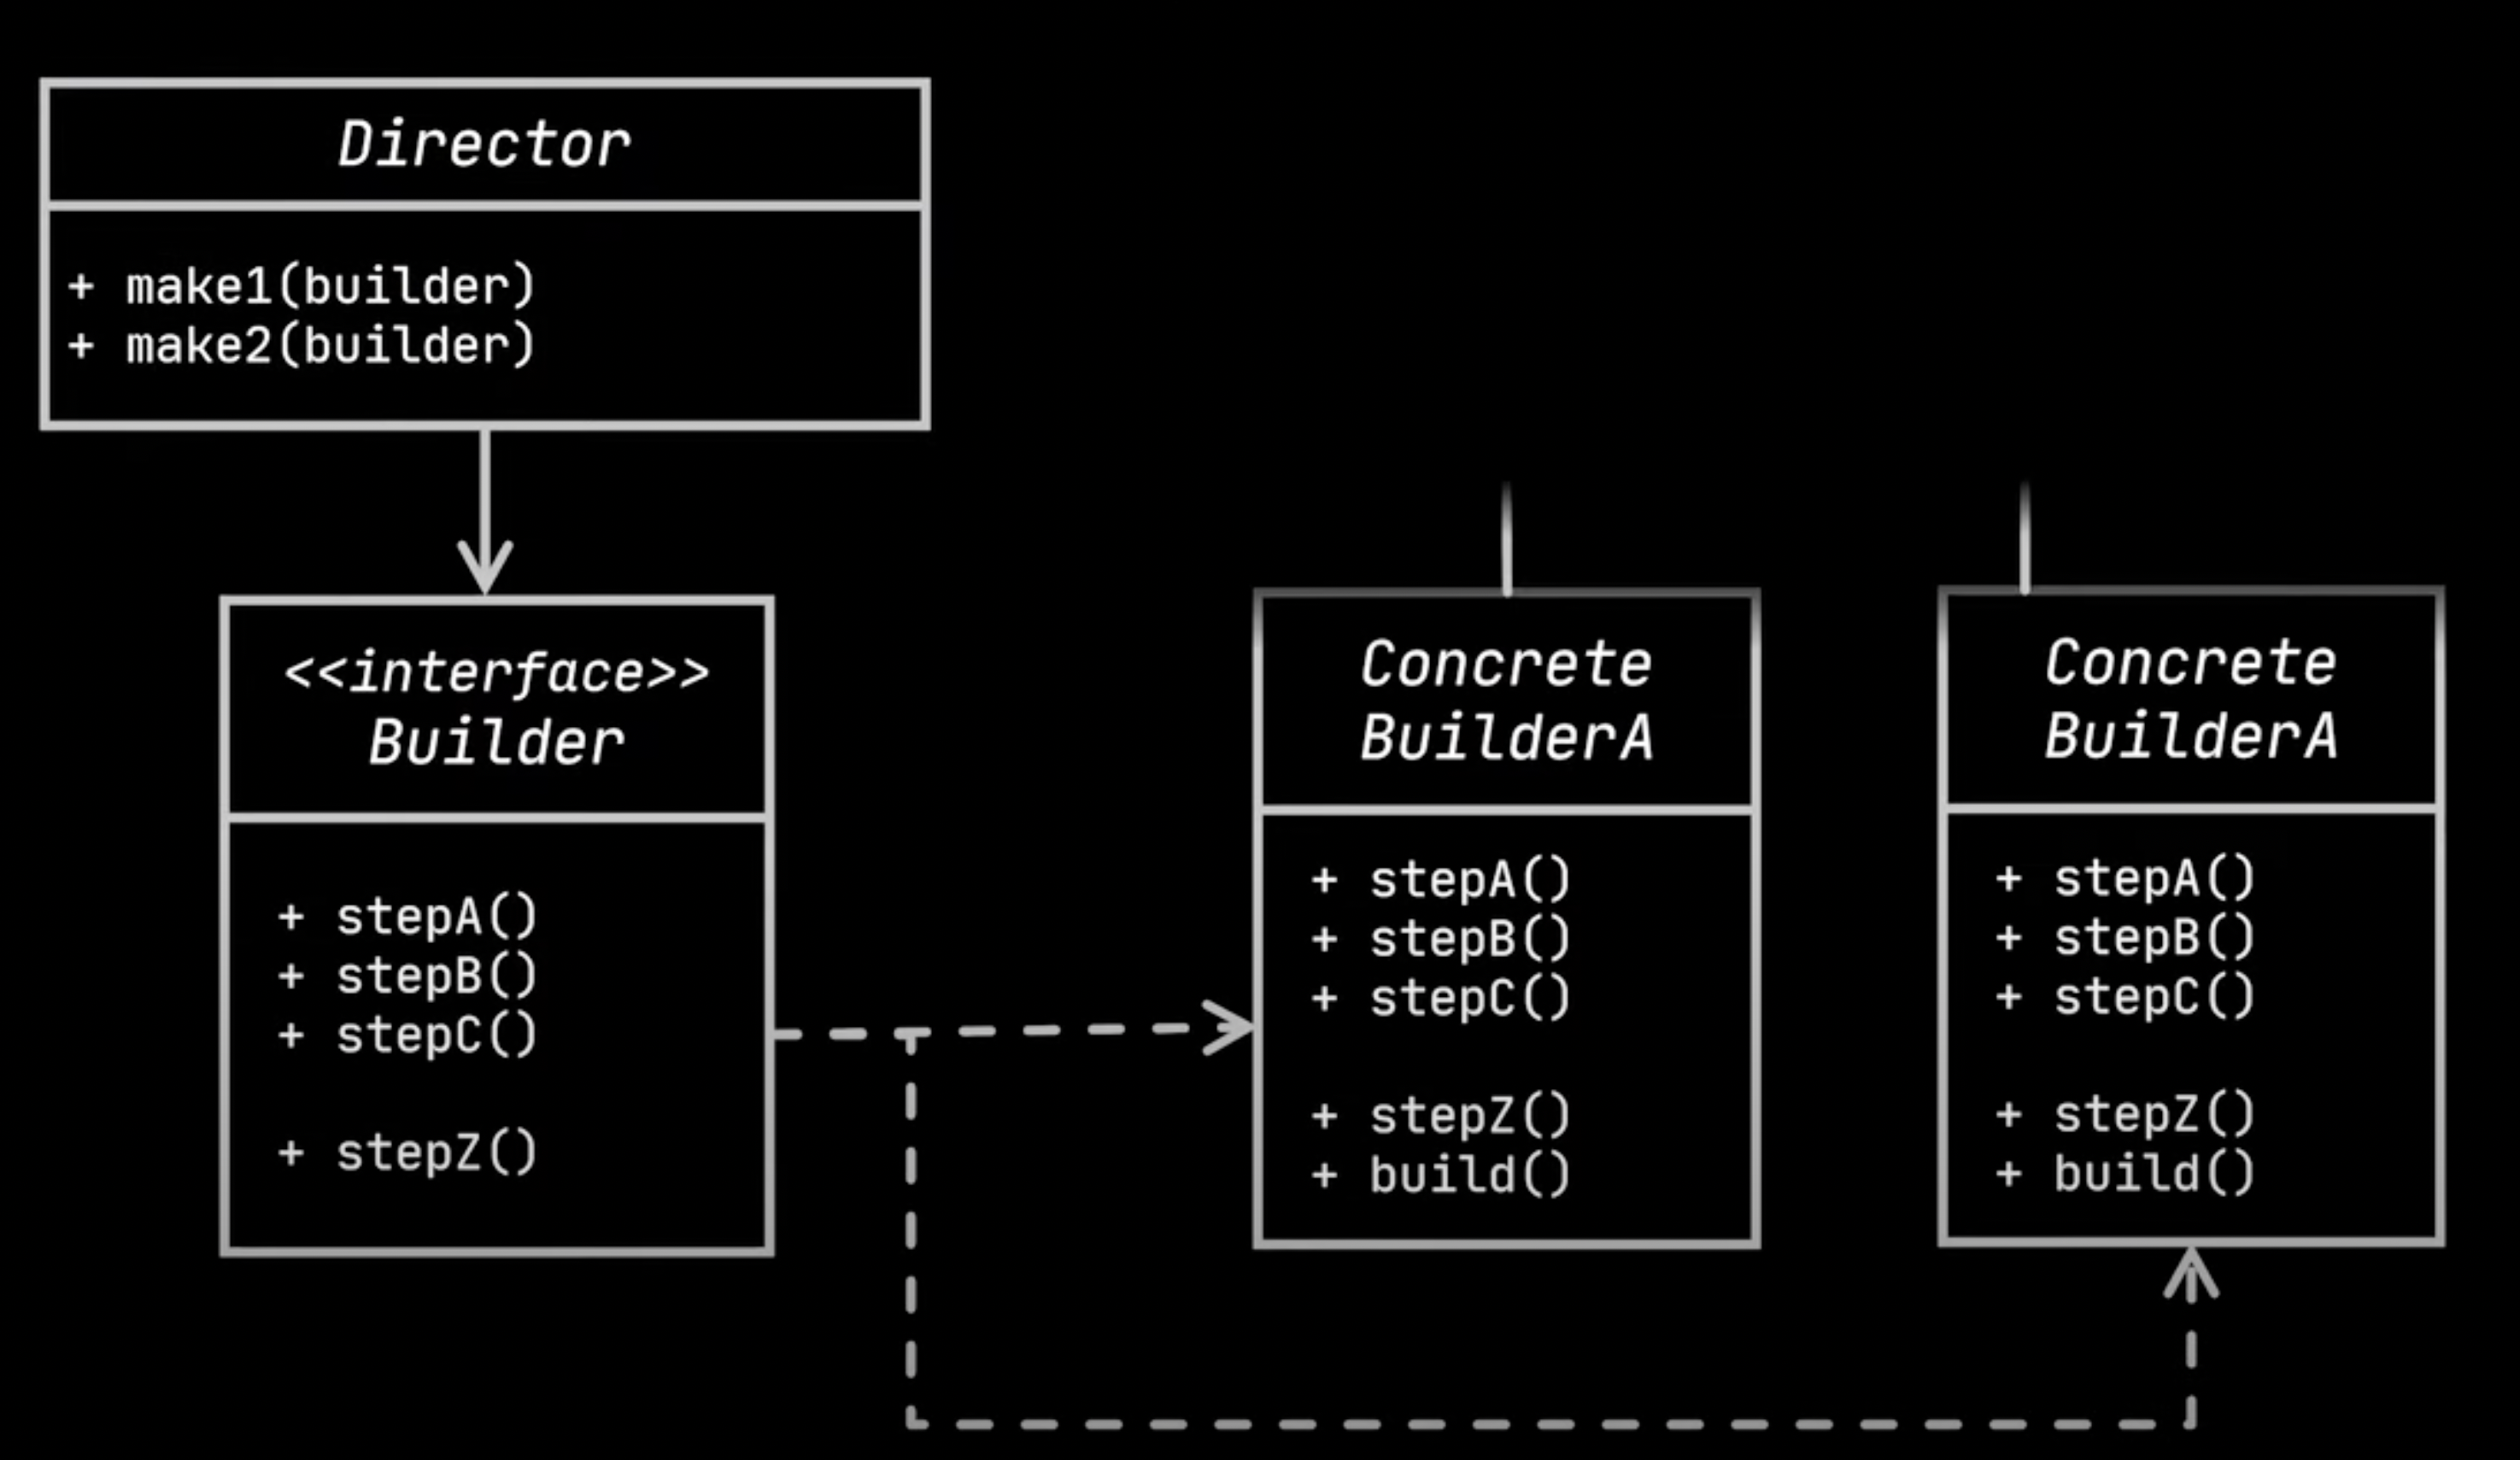 Director
+ make1(builder)
+ make2(builder)
<<interface>>
Builder
+ stepA()
+ stepB()
+ stepC()
+ stepZ()
Concrete
BuilderA
+ stepA()
+ stepB()
+ stepC()
+ stepZ()
+ build()
Concrete
BuilderA
+ stepA()
+ stepB()
+ stepC()
+ stepZ()
+ build()